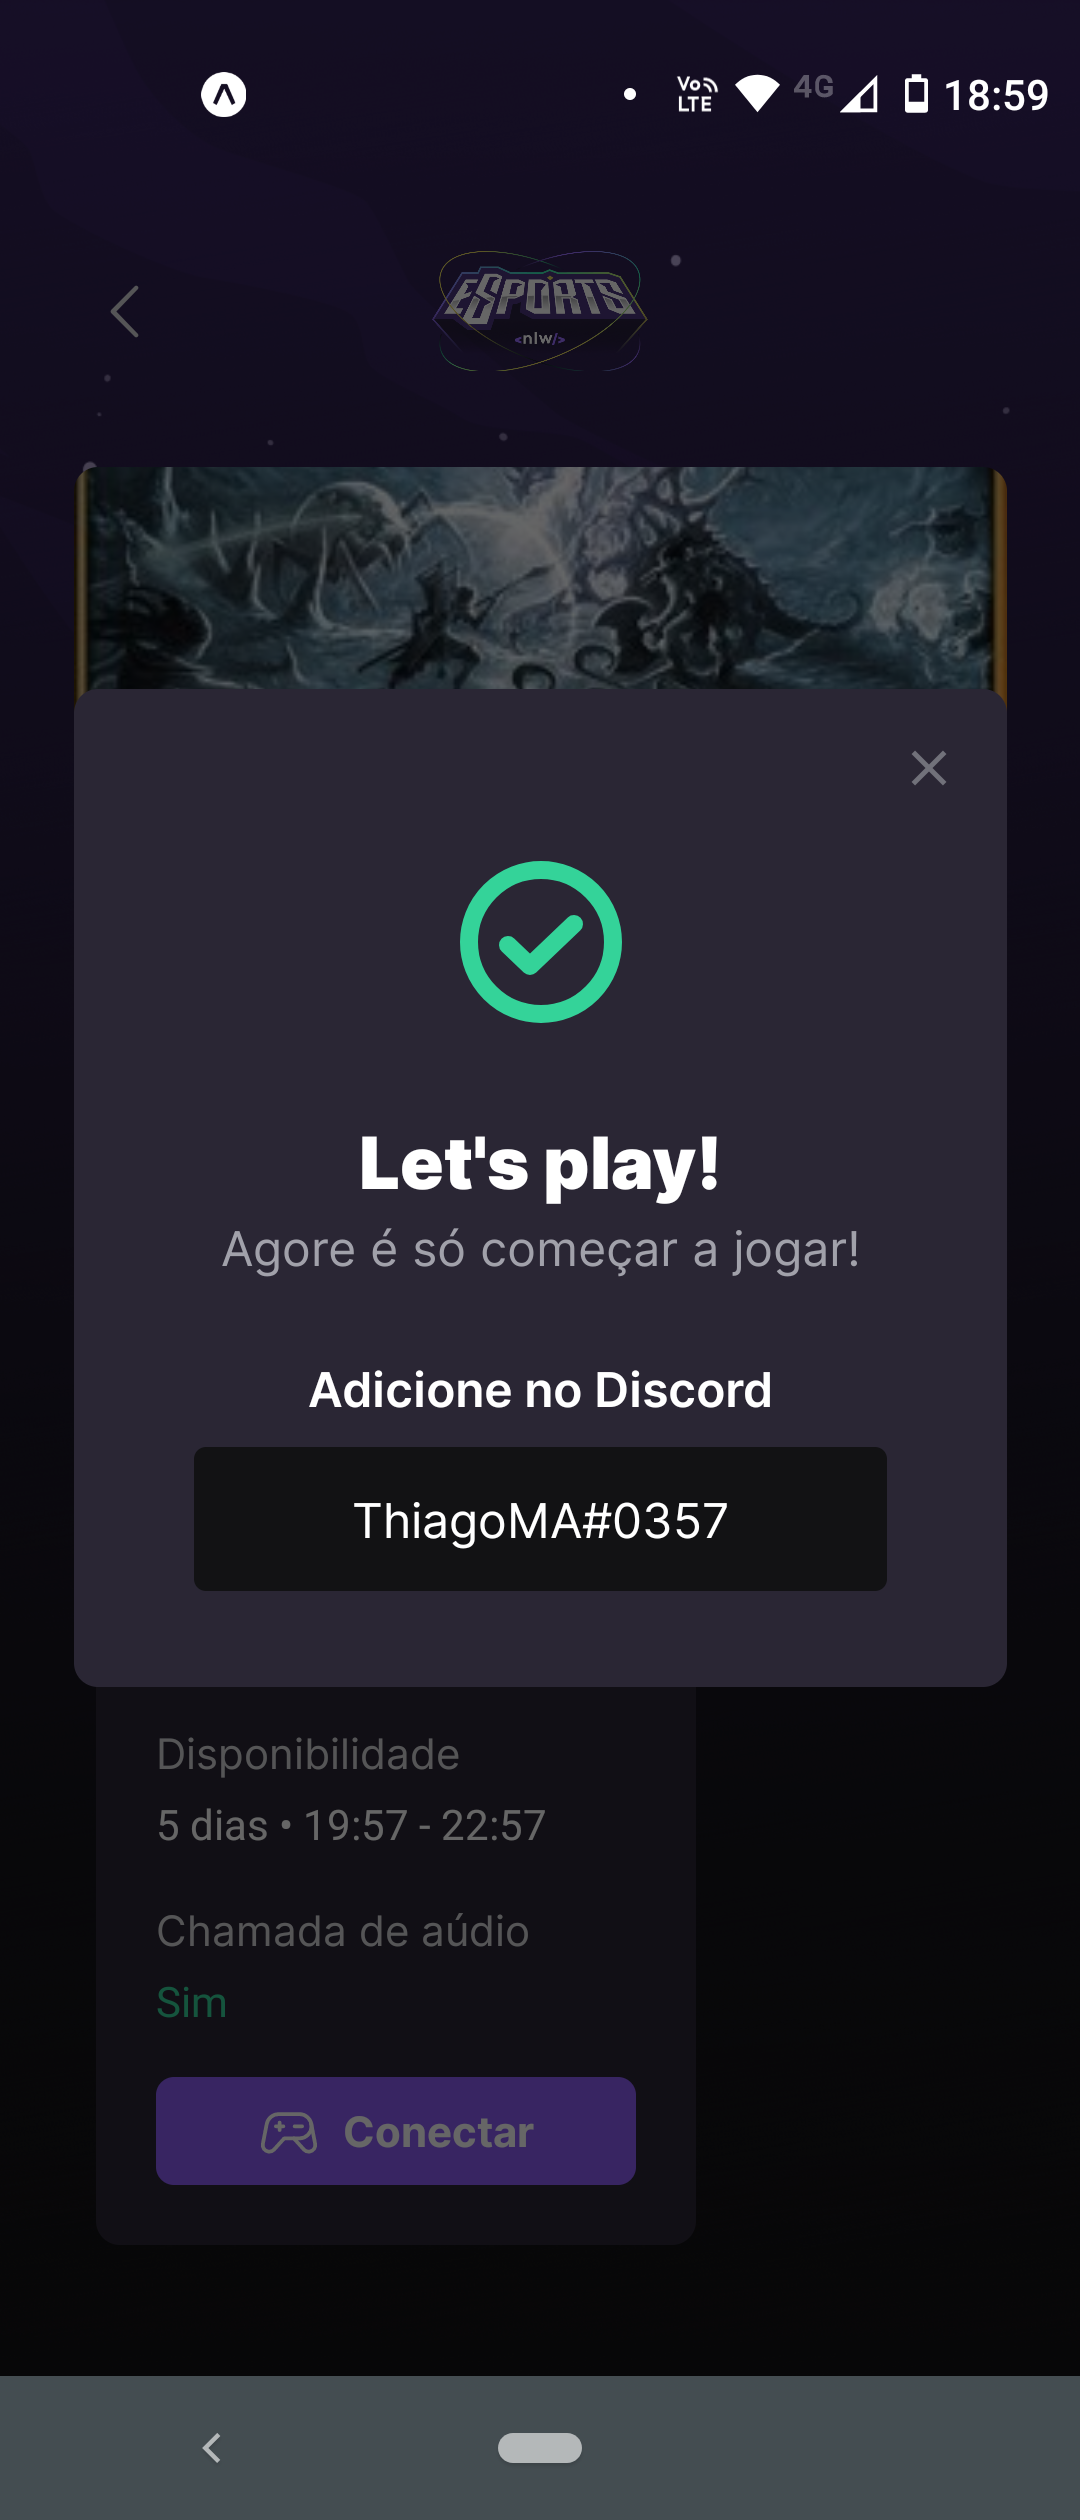 Vo
LTE
4G
18:59
ESPORTS
<nlw/>
Let's play!
Agore é só começar a jogar!
Adicione no Discord
ThiagoMA#0357
Disponibilidade
5 dias • 19:57 - 22:57
Chamada de aúdio
Sim
Conectar